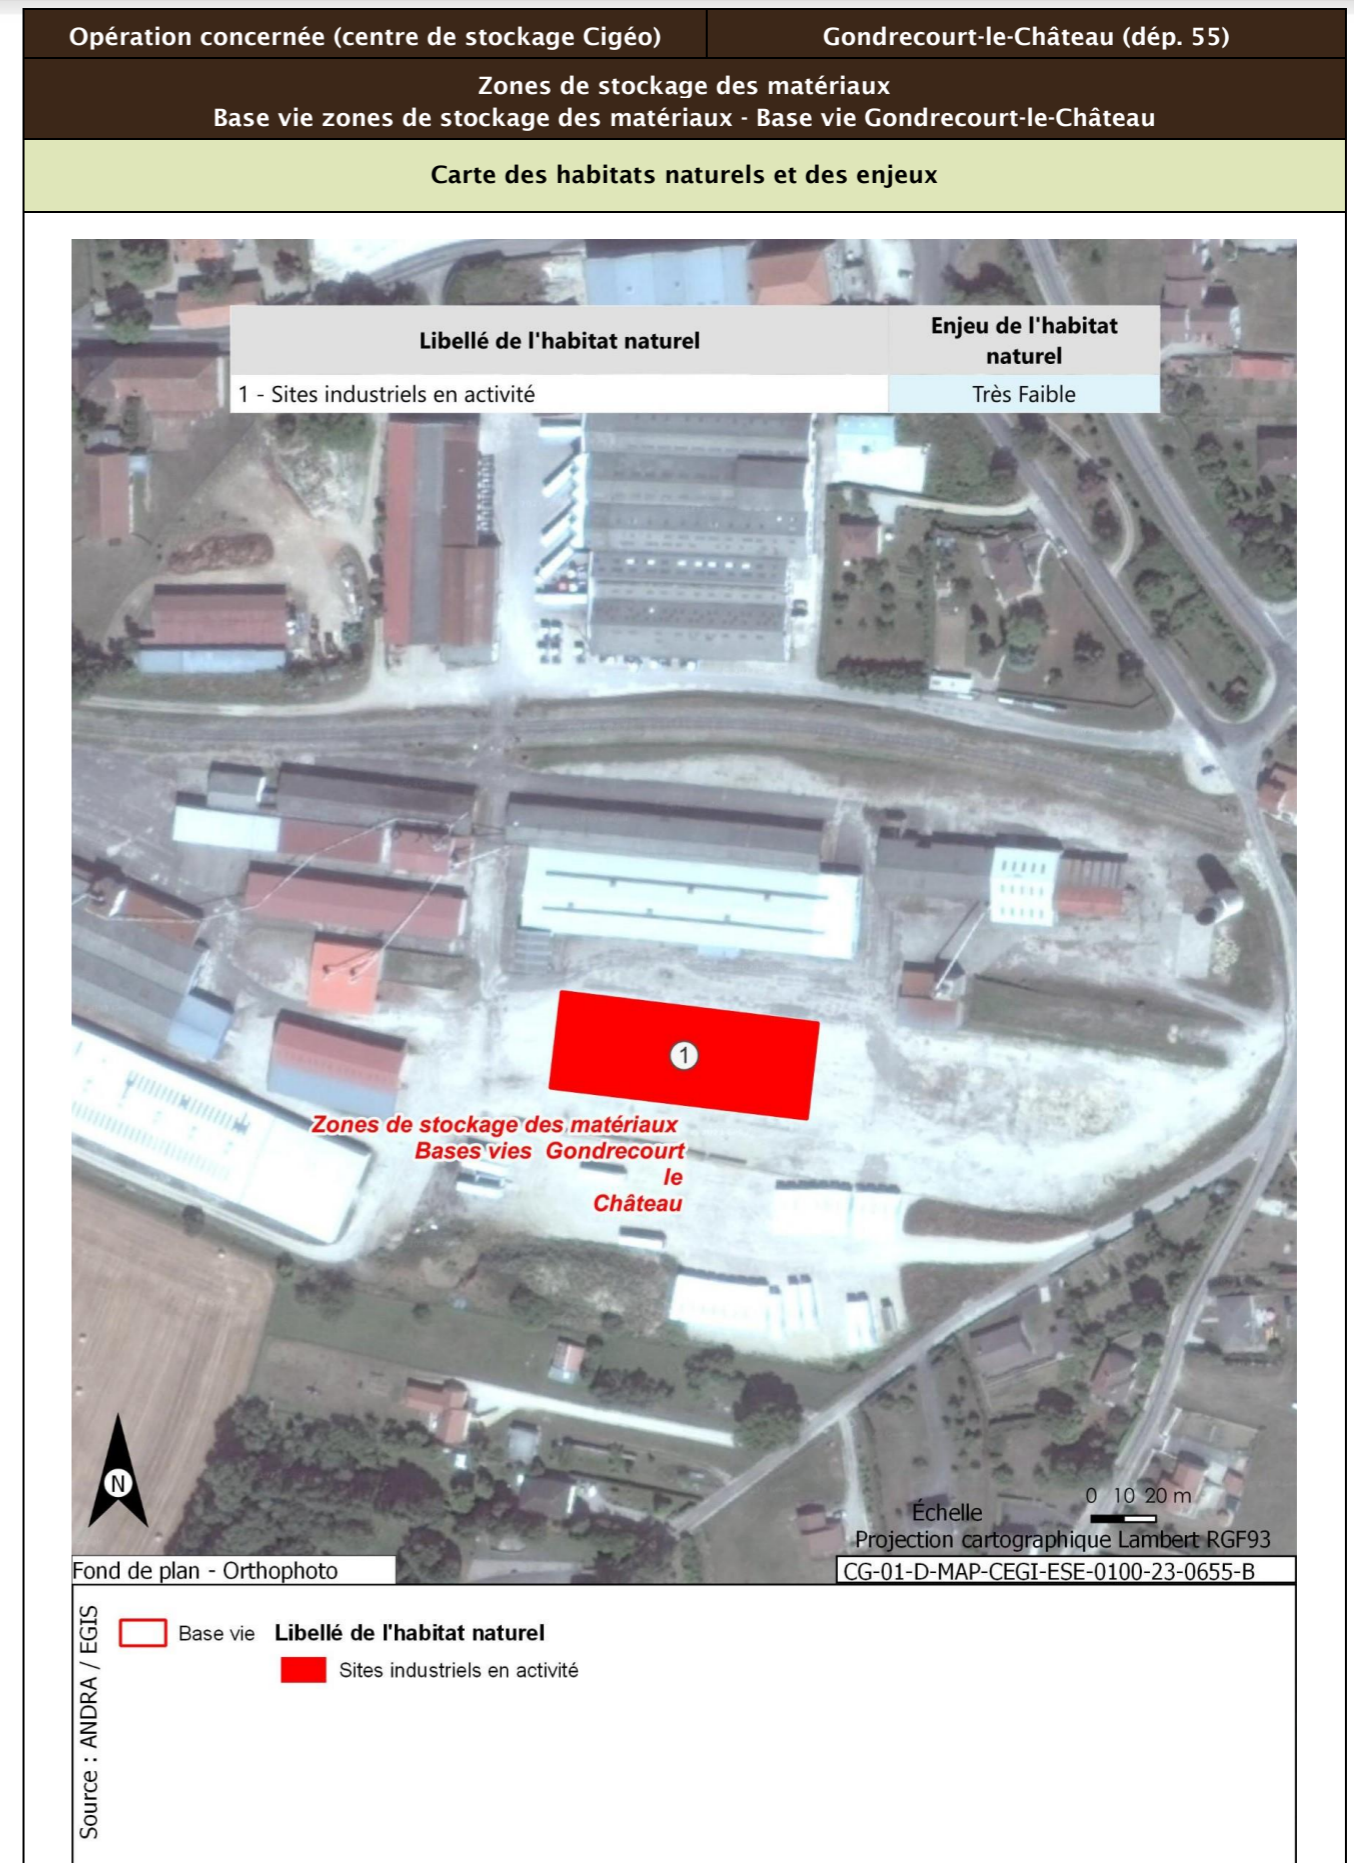 Opération concernée (centre de stockage Cigéo)
Gondrecourt-le-Château (dép. 55)
Zones de stockage des matériaux
Base vie zones de stockage des matériaux - Base vie Gondrecourt-le-Château
Carte des habitats naturels et des enjeux
Libellé de l'habitat naturel
Enjeu de l'habitat
naturel
1 - Sites industriels en activité
Très Faible
1
Zones de stockage des matériaux
Bases vies Gondrecourt
le
Château
N
Échelle
0 10 20 m
Projection cartographique Lambert RGF93
Fond de plan - Orthophoto
CG-01-D-MAP-CEGI-ESE-0100-23-0655-B
Source : ANDRA / EGIS
Base vie
Libellé de l'habitat naturel
Sites industriels en activité